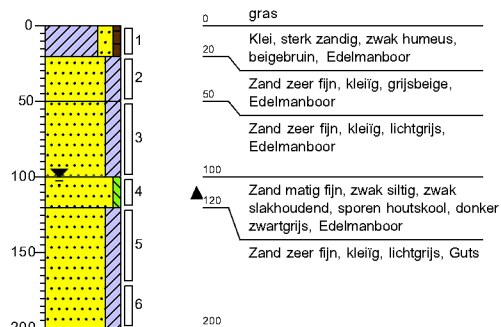 0
50
100
150
200
1
2
3
4
5
6
0
gras
Klei, sterk zandig, zwak humeus,
beigebruin, Edelmanboor
20
Zand zeer fijn, kleiïg, grijsbeige,
Edelmanboor
50
Zand zeer fijn, kleiïg, lichtgrijs,
Edelmanboor
100
Zand matig fijn, zwak siltig, zwak
slakhoudend, sporen houtskool, donker
zwartgrijs, Edelmanboor
120
Zand zeer fijn, kleiïg, lichtgrijs, Guts
200